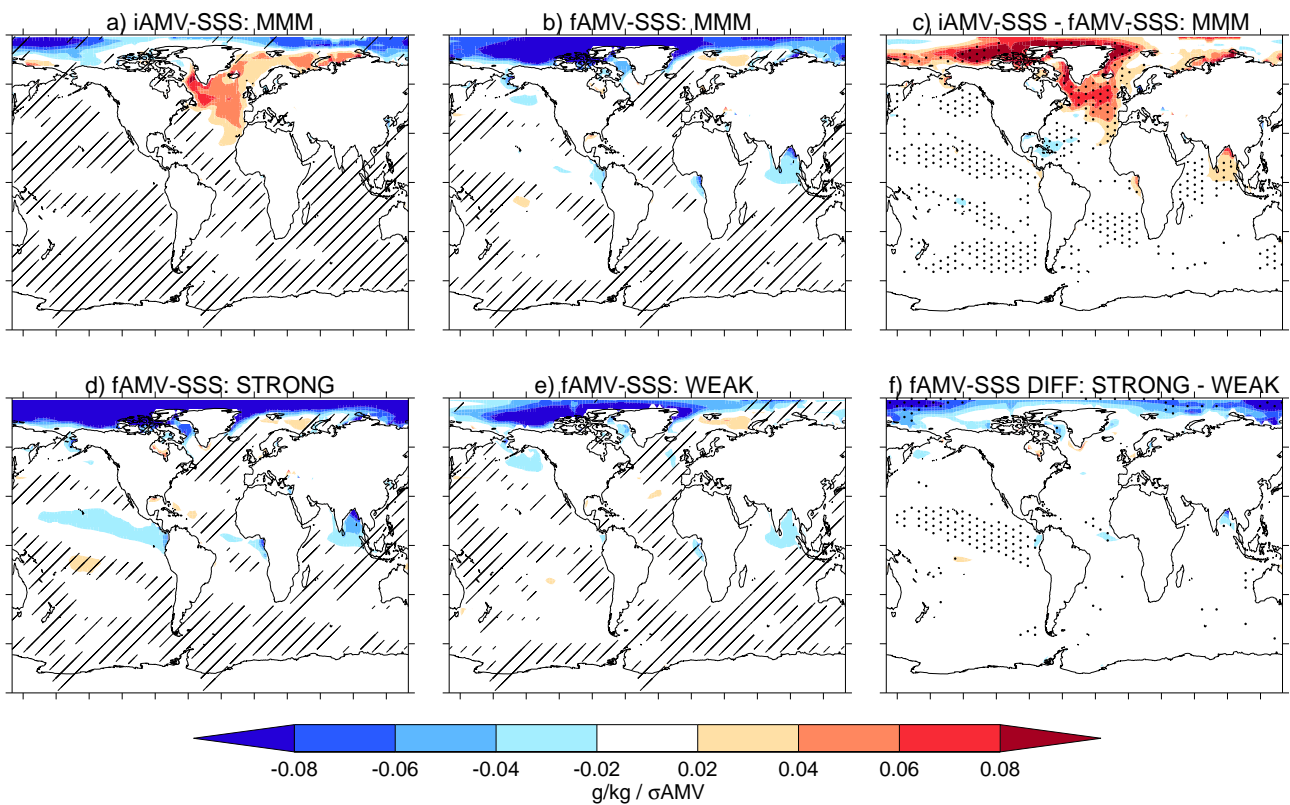 a) iAMV-SSS: MMM
b) fAMV-SSS: MMM
c) iAMV-SSS - fAMV-SSS: MMM
d) fAMV-SSS: STRONG
e) fAMV-SSS: WEAK
f) fAMV-SSS DIFF: STRONG - WEAK
-0.08 -0.06 -0.04 -0.02 0.02 0.04 0.06 0.08
g/kg / σAMV